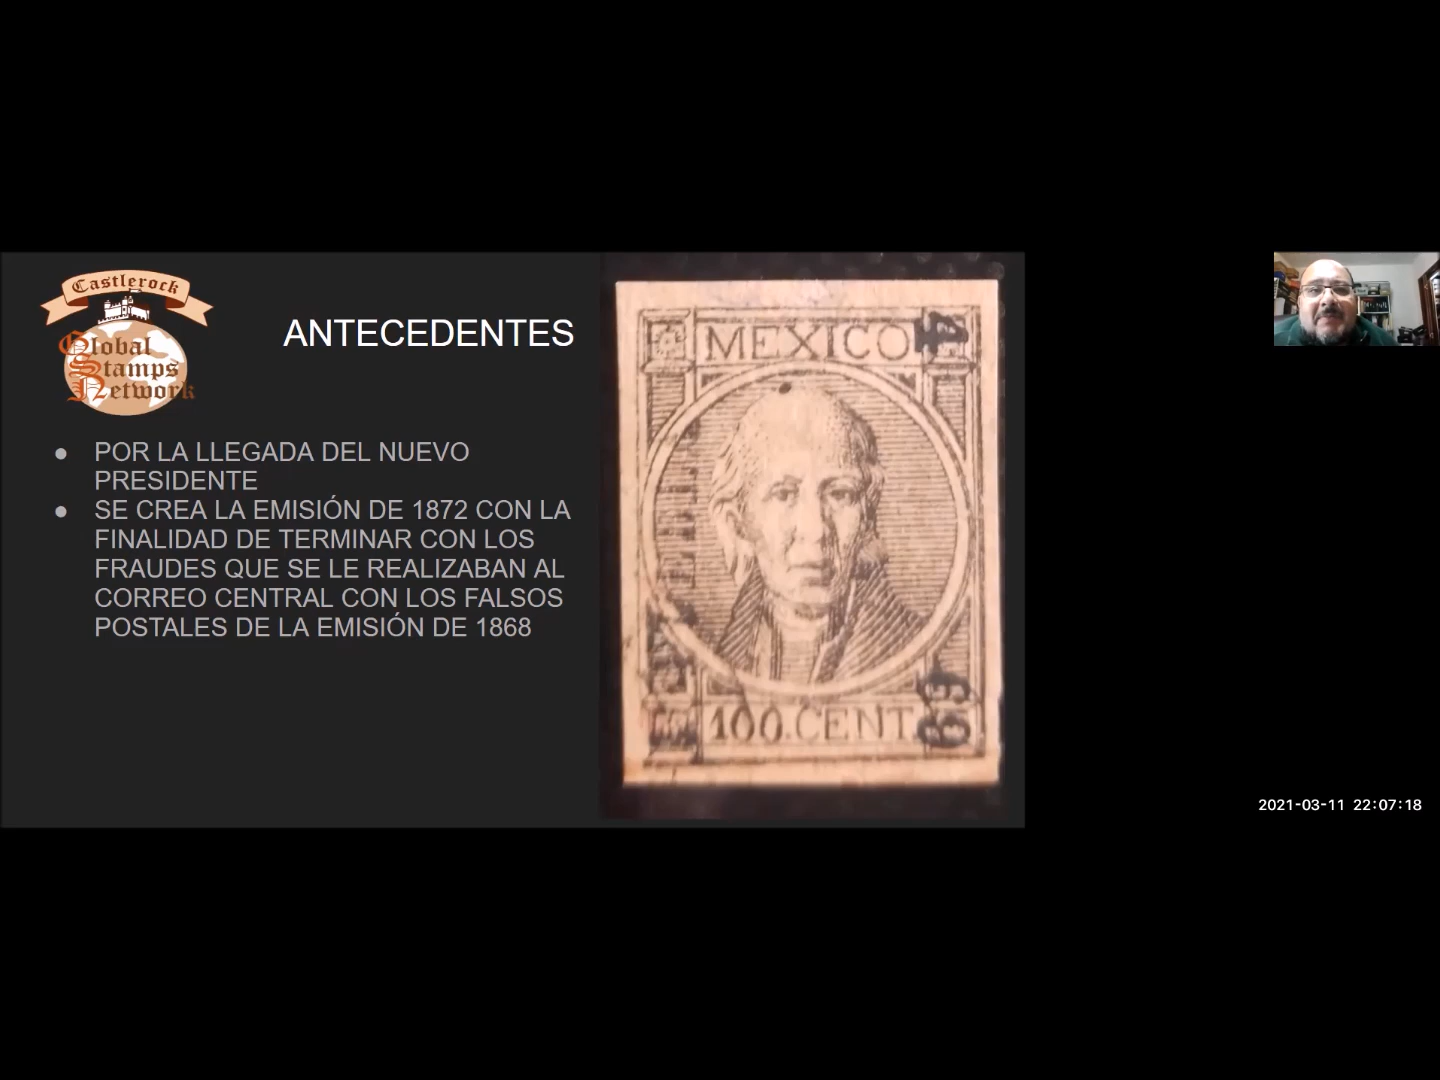 Castlerock
Global
Stamps
Network
ANTECEDENTES
● POR LA LLEGADA DEL NUEVO
PRESIDENTE
● SE CREA LA EMISIÓN DE 1872 CON LA
FINALIDAD DE TERMINAR CON LOS
FRAUDES QUE SE LE REALIZABAN AL
CORREO CENTRAL CON LOS FALSOS
POSTALES DE LA EMISIÓN DE 1868
MEXICO
4
69
100.CENT.
2021-03-11 22:07:18